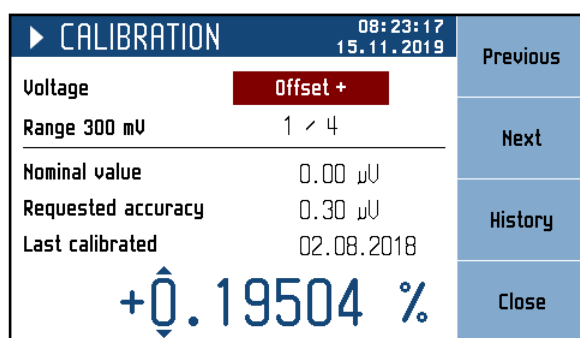 CALIBRATION
08:23:17
15.11.2019
Voltage Offset +
Range 300 mV 1 / 4
Nominal value 0.00 µV
Requested accuracy 0.30 µV
Last calibrated 02.08.2018
+0.19504 %
Previous
Next
History
Close